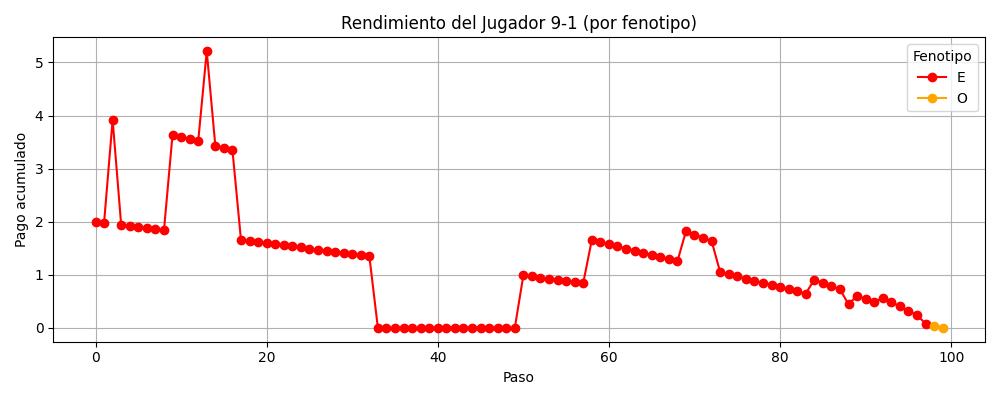 Rendimiento del Jugador 9-1 (por fenotipo)
Pago acumulado
5
4
3
2
1
0
0 20 40 60 80 100
Paso
Fenotipo
E
O